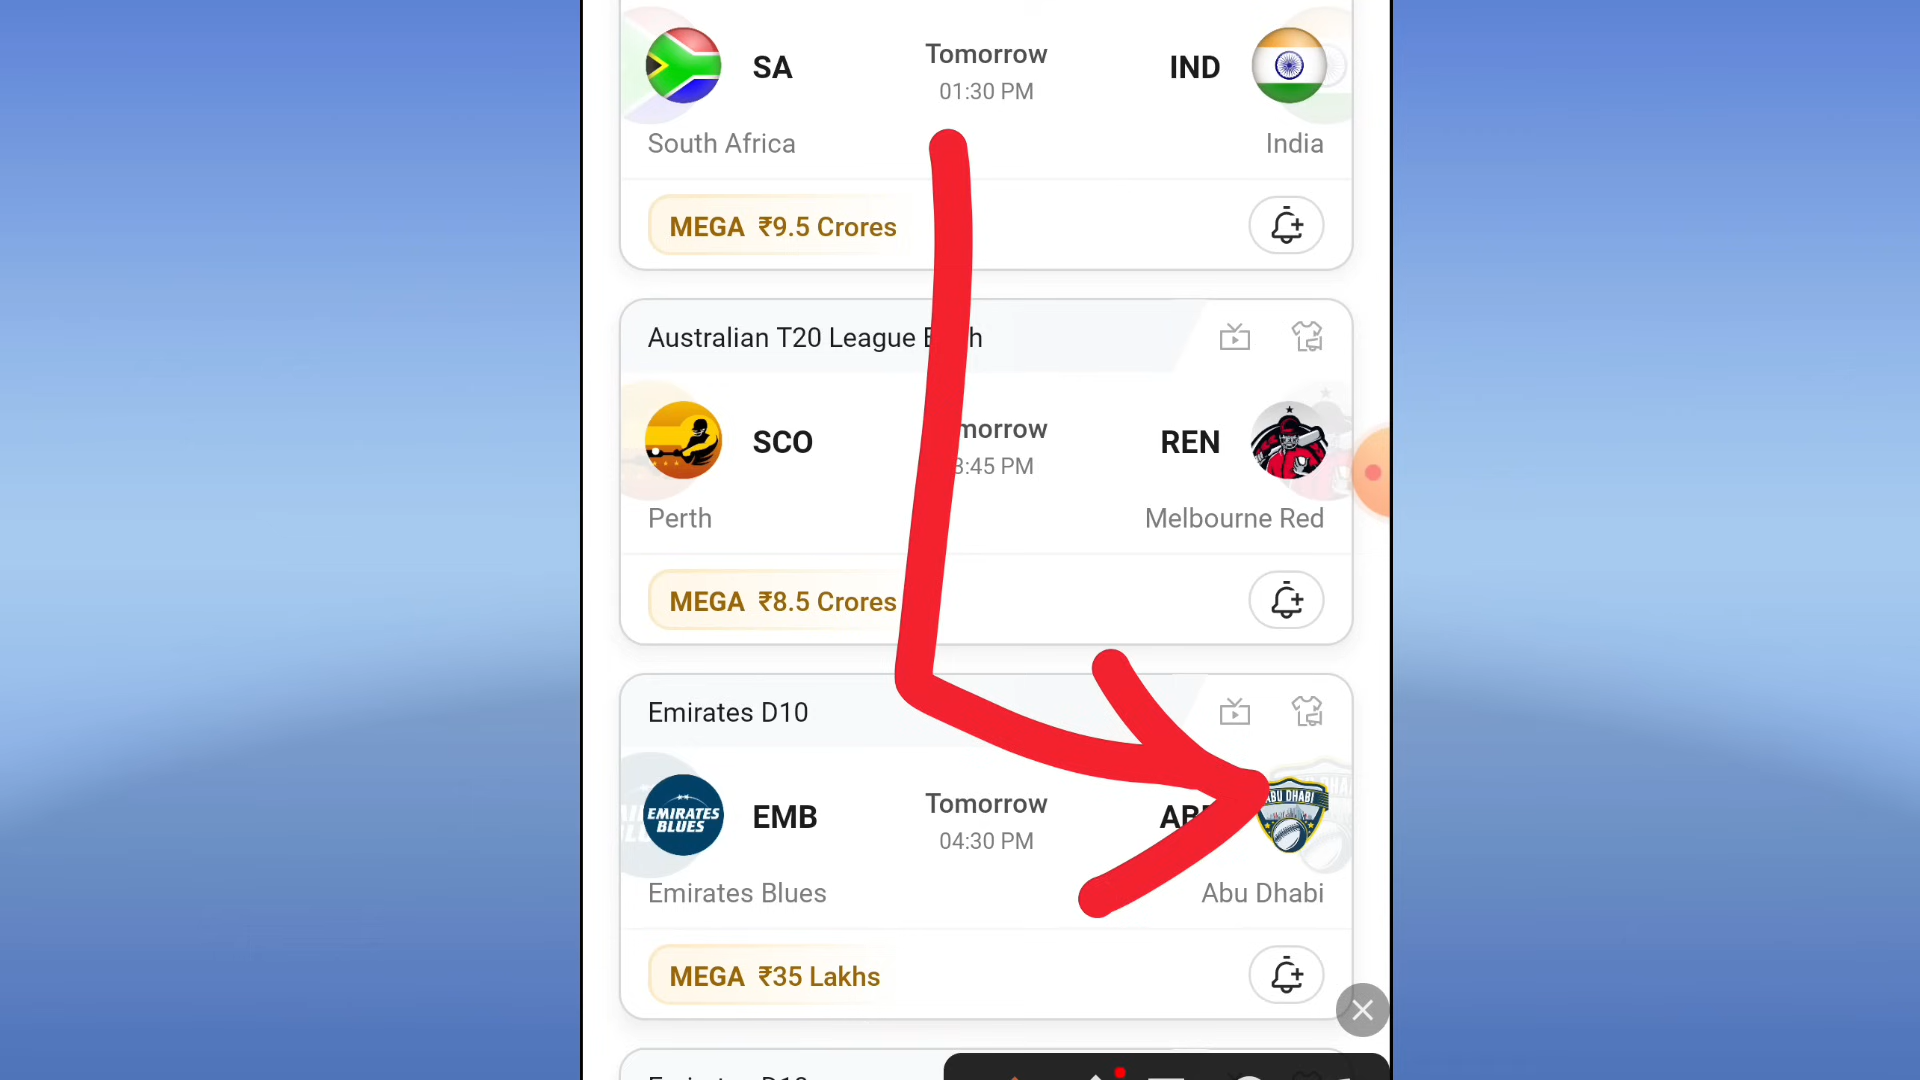 SA
Tomorrow
IND
01:30 PM
South Africa
India
MEGA ₹9.5 Crores
Australian T20 League
SCO
REN
:45 PM
Perth
Melbourne Red
MEGA ₹8.5 Crores
Emirates D10
EMIRATES
BLUES
EMB
Tomorrow
ABU DHABI
04:30 PM
Emirates Blues
Abu Dhabi
MEGA ₹35 Lakhs